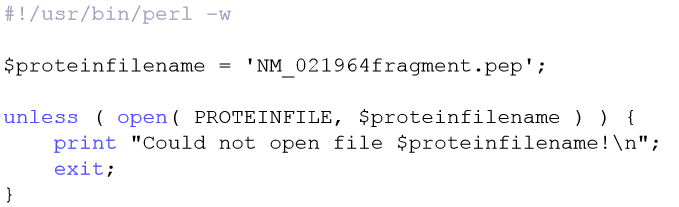 #!/usr/bin/perl -w

$proteinfilename = 'NM_021964fragment.pep';

unless ( open( PROTEINFILE, $proteinfilename ) ) {
    print "Could not open file $proteinfilename!\n";
    exit;
}